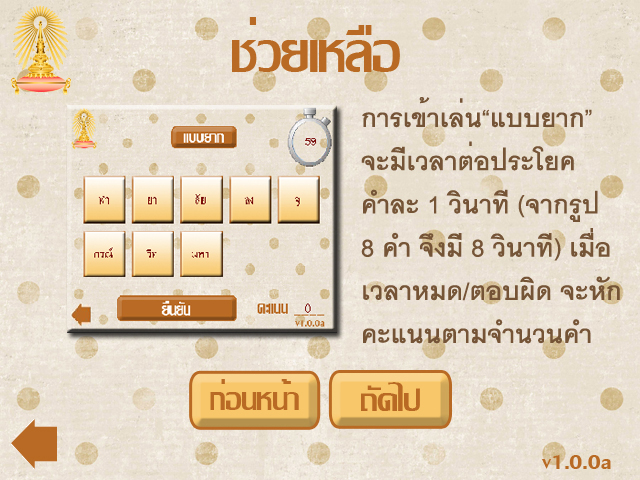 ช่วยเหลือ
แบบยาก
59
ฬา ยา ลัย ลง จุ
กรณ์ วิท มหา
ยืนยัน
คะแนน 0
v1.0.0a
การเข้าเล่น“แบบยาก”
จะมีเวลาต่อประโยค
คำละ 1 วินาที (จากรูป
8 คำ จึงมี 8 วินาที) เมื่อ
เวลาหมด/ตอบผิด จะหัก
คะแนนตามจำนวนคำ
ก่อนหน้า
ถัดไป
v1.0.0a